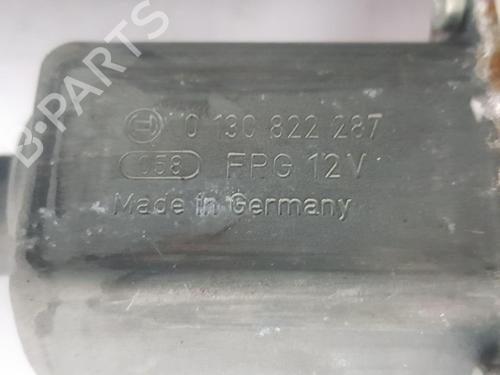 B-PARTS
0 130 822 287
058 FPG 12V
Made in Germany